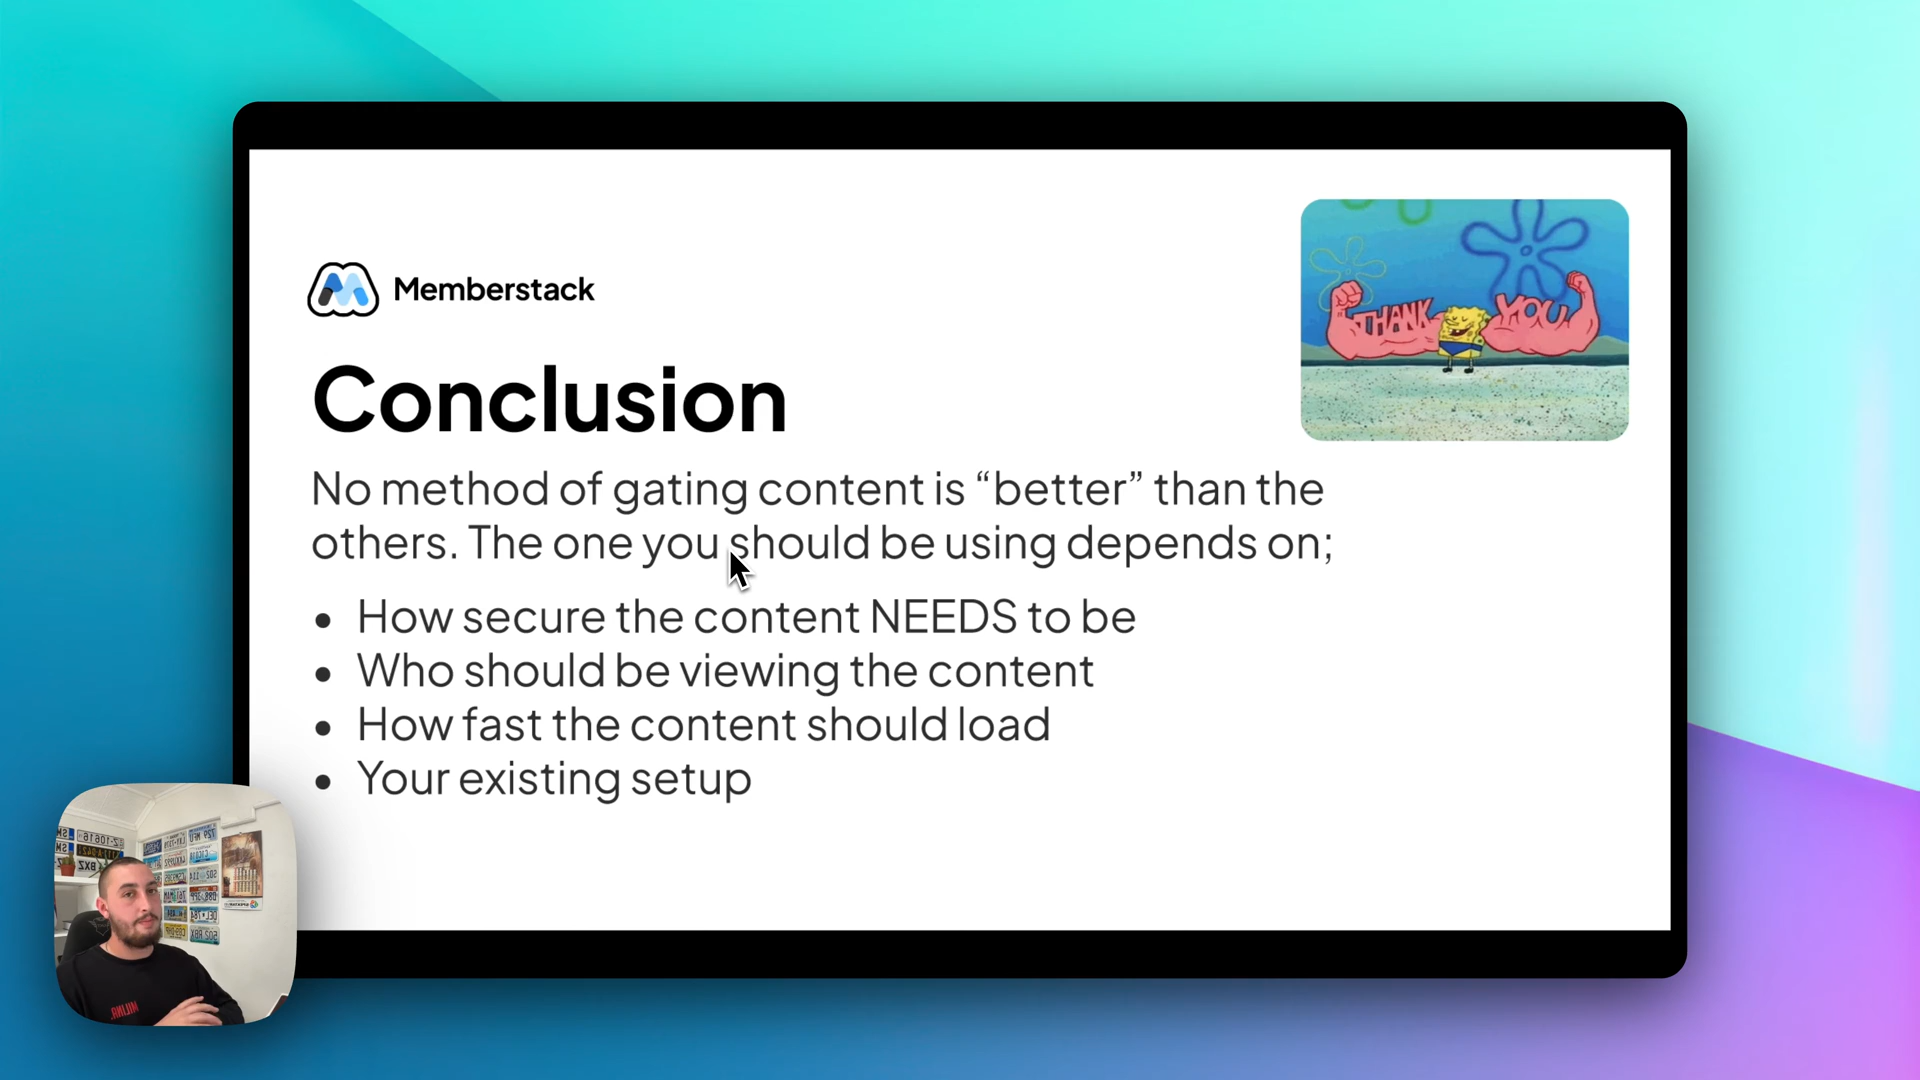 Memberstack
THANK YOU
Conclusion
No method of gating content is “better” than the
others. The one you should be using depends on;
• How secure the content NEEDS to be
• Who should be viewing the content
• How fast the content should load
• Your existing setup